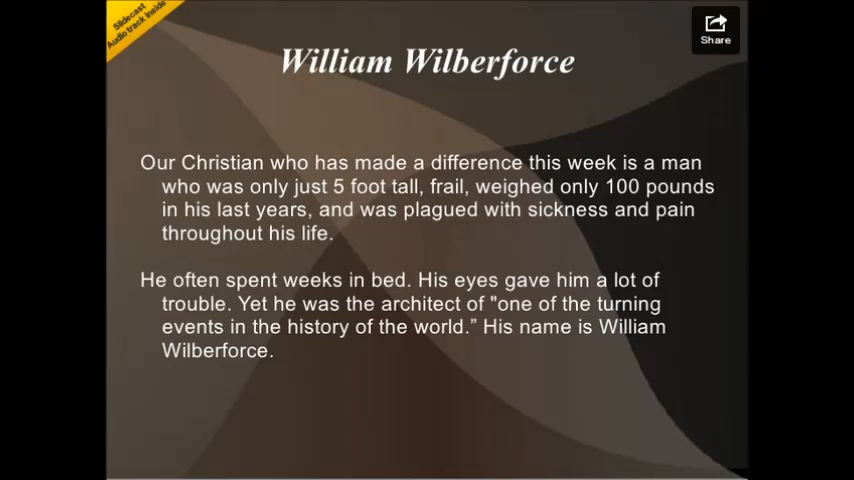 Slidecast
Audio track inside
Share
William Wilberforce
Our Christian who has made a difference this week is a man
who was only just 5 foot tall, frail, weighed only 100 pounds
in his last years, and was plagued with sickness and pain
throughout his life.
He often spent weeks in bed. His eyes gave him a lot of
trouble. Yet he was the architect of "one of the turning
events in the history of the world.” His name is William
Wilberforce.